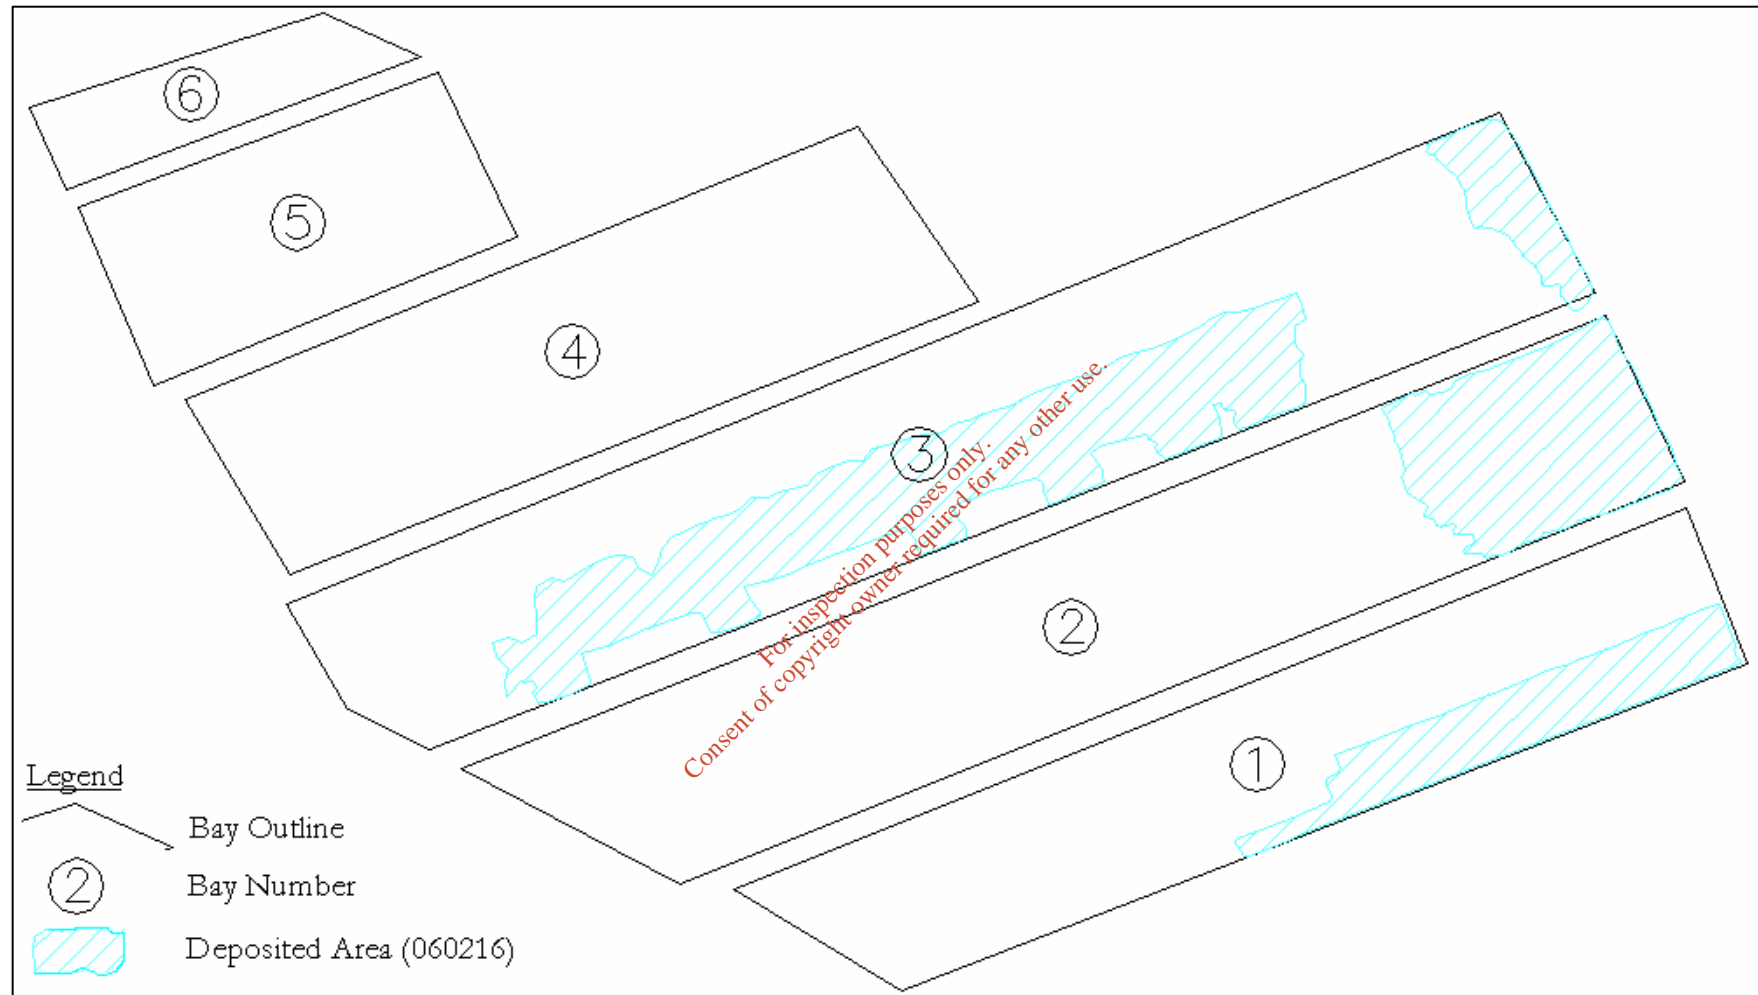 6
5
4
3
2
1
For inspection purposes only.
Consent of copyright owner required for any other use.
Legend
Bay Outline
2
Bay Number
Deposited Area (060216)